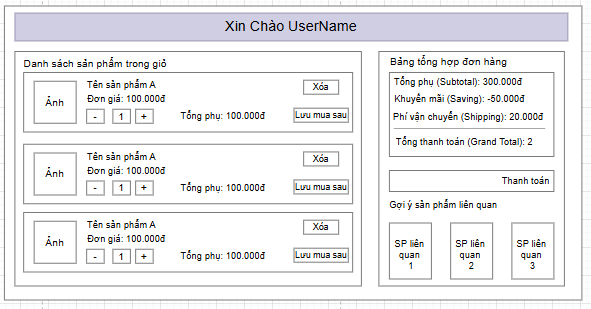 Xin Chào UserName
Danh sách sản phẩm trong giỏ
Ảnh
Tên sản phẩm A
Đơn giá: 100.000đ
- 1 +
Tổng phụ: 100.000đ
Xóa
Lưu mua sau
Ảnh
Tên sản phẩm A
Đơn giá: 100.000đ
- 1 +
Tổng phụ: 100.000đ
Xóa
Lưu mua sau
Ảnh
Tên sản phẩm A
Đơn giá: 100.000đ
- 1 +
Tổng phụ: 100.000đ
Xóa
Lưu mua sau
Bảng tổng hợp đơn hàng
Tổng phụ (Subtotal): 300.000đ
Khuyến mãi (Saving): -50.000đ
Phí vận chuyển (Shipping): 20.000đ
Tổng thanh toán (Grand Total): 2
Thanh toán
Gợi ý sản phẩm liên quan
SP liên
quan
1
SP liên
quan
2
SP liên
quan
3